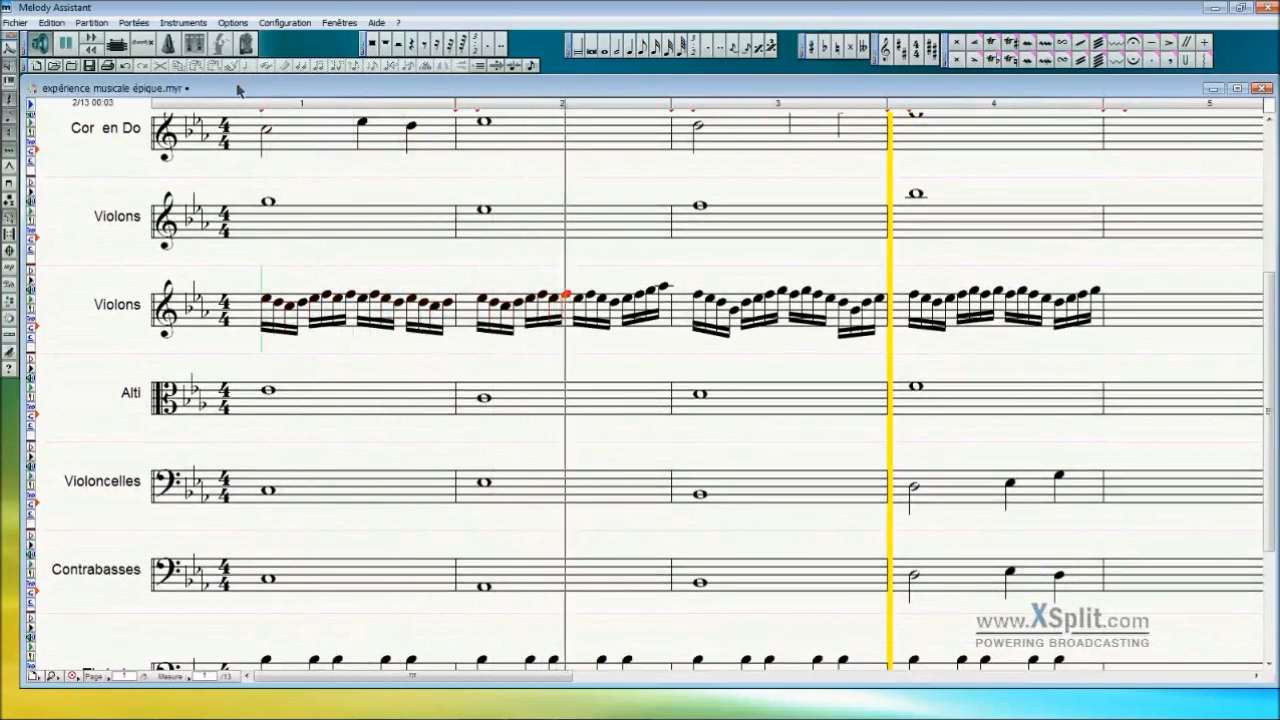 Melody Assistant
Fichier Edition Partition Portées Instruments Options Configuration Fenêtres Aide ?
expérience musicale épique.myr •
2/13 00:03 1 2 3 4 5
Cor en Do
Violons
Violons
Alti
Violoncelles
Contrabasses
www.XSplit.com
POWERING BROADCASTING
Page 1 /5 Mesure 1 /13